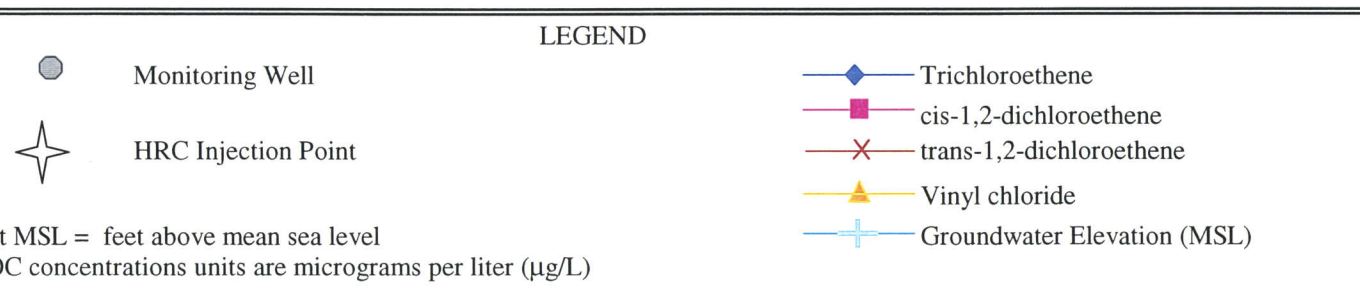 LEGEND
Monitoring Well
HRC Injection Point
Trichloroethene
cis-1,2-dichloroethene
trans-1,2-dichloroethene
Vinyl chloride
Groundwater Elevation (MSL)
t MSL = feet above mean sea level
OC concentrations units are micrograms per liter (µg/L)